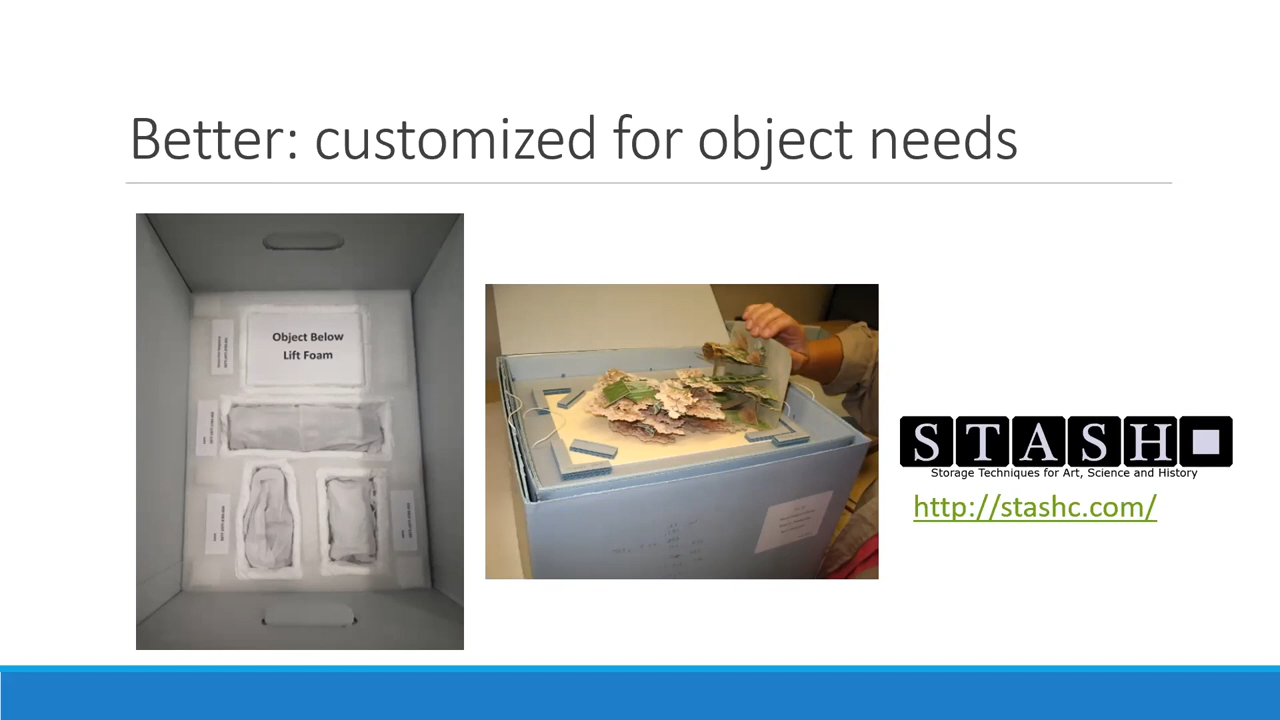 Better: customized for object needs
Object Below
Lift Foam
STASH
Storage Techniques for Art, Science and History
http://stashc.com/